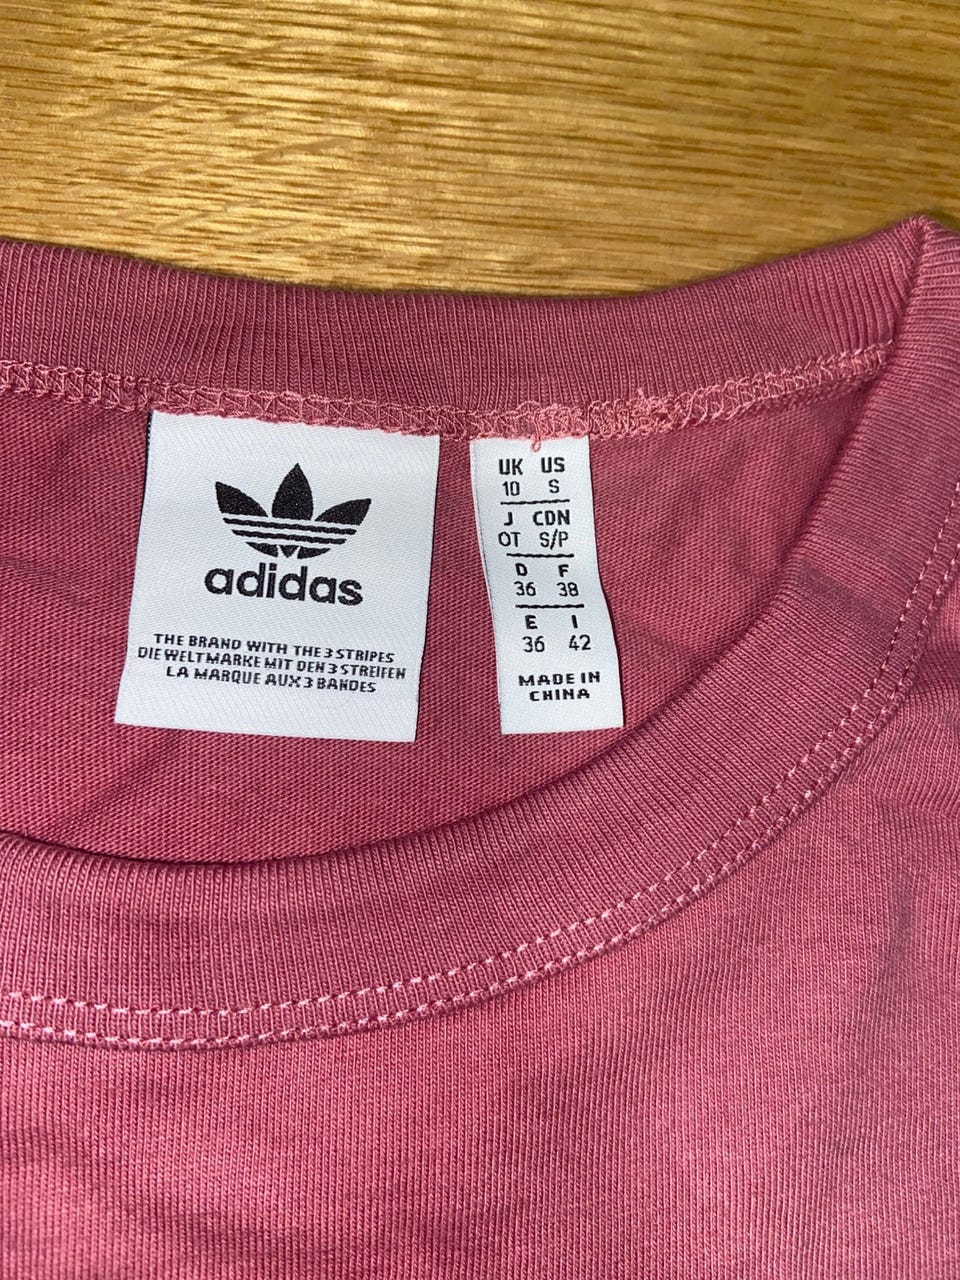 adidas
THE BRAND WITH THE 3 STRIPES
DIE WELTMARKE MIT DEN 3 STREIFEN
LA MARQUE AUX 3 BANDES
UK US
10 S
J CDN
OT S/P
D F
36 38
E I
36 42
MADE IN
CHINA